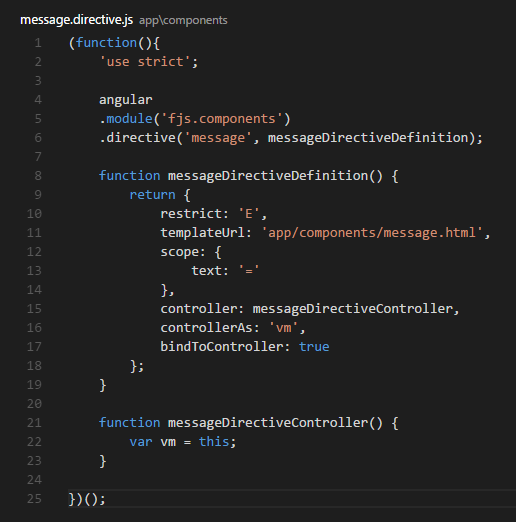 message.directive.js app\components
1 (function(){
2     'use strict';
3
4     angular
5     .module('fjs.components')
6     .directive('message', messageDirectiveDefinition);
7
8     function messageDirectiveDefinition() {
9         return {
10             restrict: 'E',
11             templateUrl: 'app/components/message.html',
12             scope: {
13                 text: '='
14             },
15             controller: messageDirectiveController,
16             controllerAs: 'vm',
17             bindToController: true
18         };
19     }
20
21     function messageDirectiveController() {
22         var vm = this;
23     }
24
25 })();